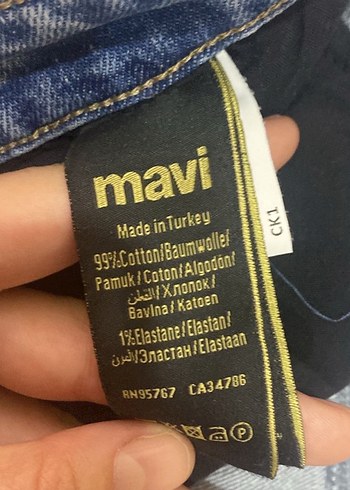 mavi
Made in Turkey
99%Cotton/Baumwolle/
Pamuk/Coton/Algodón/
القطن/Хлопок/
Bavlna/Katoen
1%Elastane/Elastan/
المرن/Эластан/Elastaan
RN95767 CA34786
P
CK1